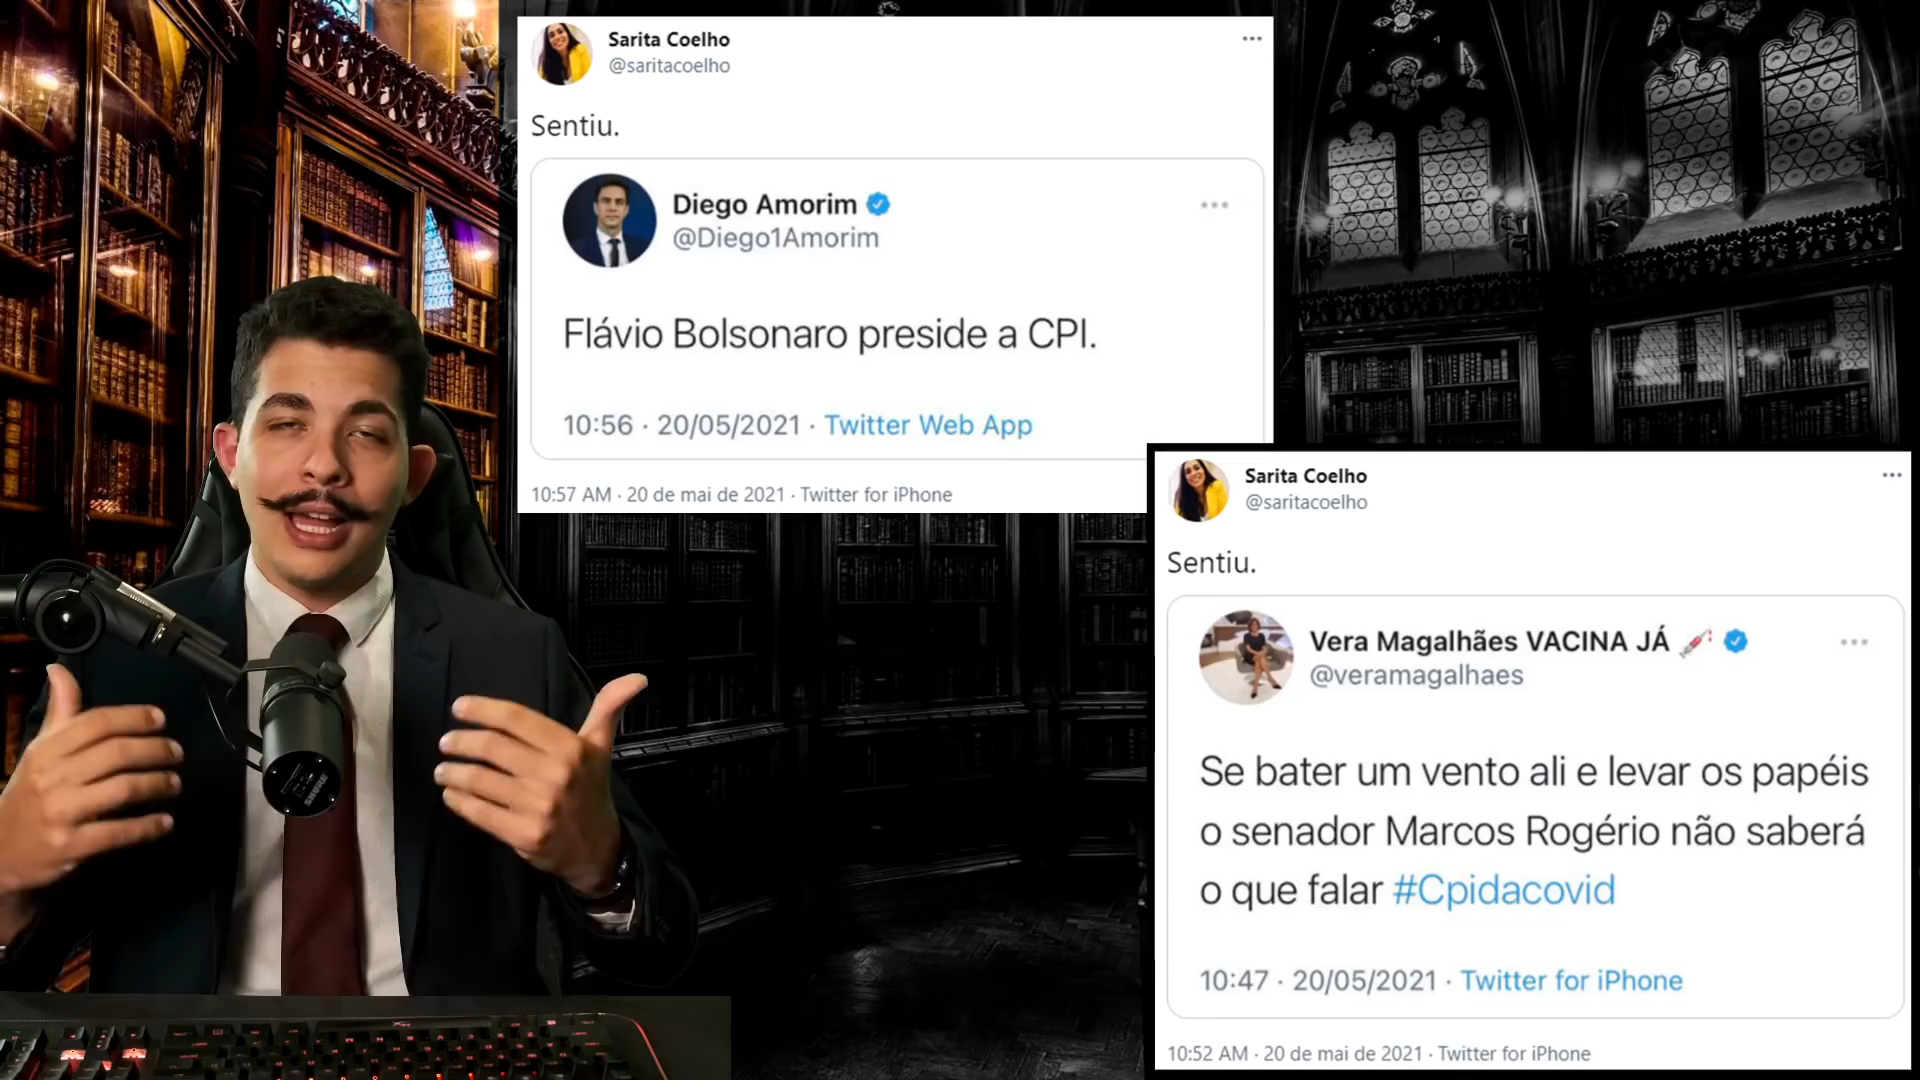 Sarita Coelho
@saritacoelho
Sentiu.
Diego Amorim
@Diego1Amorim
Flávio Bolsonaro preside a CPI.
10:56 · 20/05/2021 · Twitter Web App
10:57 AM · 20 de mai de 2021 · Twitter for iPhone
Sarita Coelho
@saritacoelho
Sentiu.
Vera Magalhães VACINA JÁ 💉
@veramagalhaes
Se bater um vento ali e levar os papéis
o senador Marcos Rogério não saberá
o que falar #Cpidacovid
10:47 · 20/05/2021 · Twitter for iPhone
10:52 AM · 20 de mai de 2021 · Twitter for iPhone
SHURE